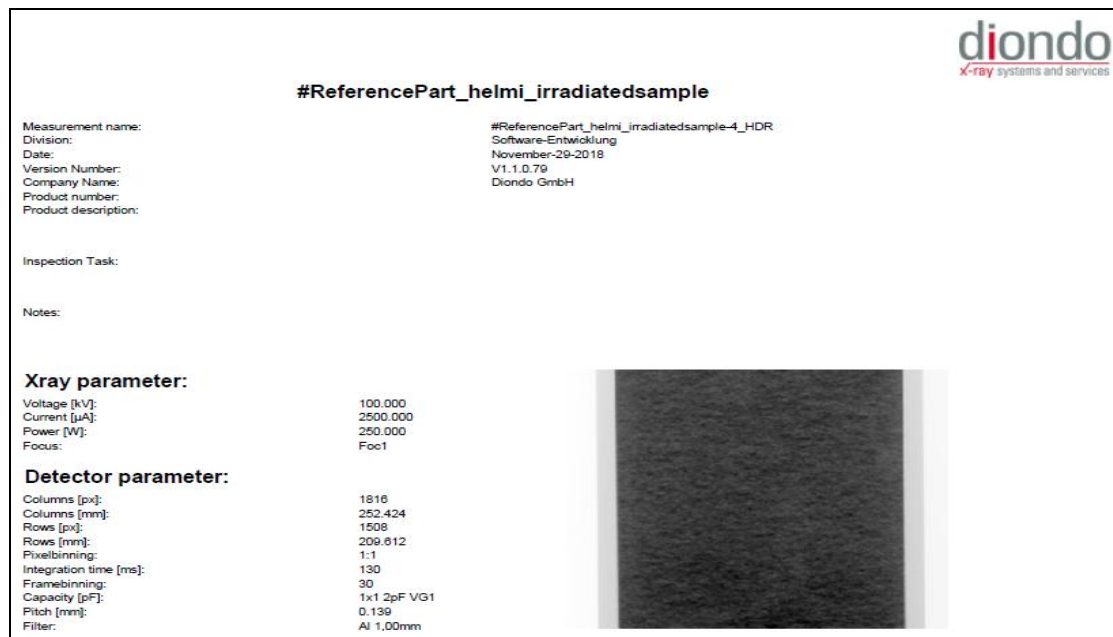 diondo
x-ray systems and services
#ReferencePart_helmi_irradiatedsample
Measurement name: #ReferencePart_helmi_irradiatedsample-4_HDR
Division: Software-Entwicklung
Date: November-29-2018
Version Number: V1.1.0.79
Company Name: Diondo GmbH
Product number:
Product description:
Inspection Task:
Notes:
Xray parameter:
Voltage [kV]: 100.000
Current [µA]: 2500.000
Power [W]: 250.000
Focus: Foc1
Detector parameter:
Columns [px]: 1816
Columns [mm]: 252.424
Rows [px]: 1508
Rows [mm]: 209.612
Pixelbinning: 1:1
Integration time [ms]: 130
Framebinning: 30
Capacity [pF]: 1x1 2pF VG1
Pitch [mm]: 0.139
Filter: Al 1,00mm